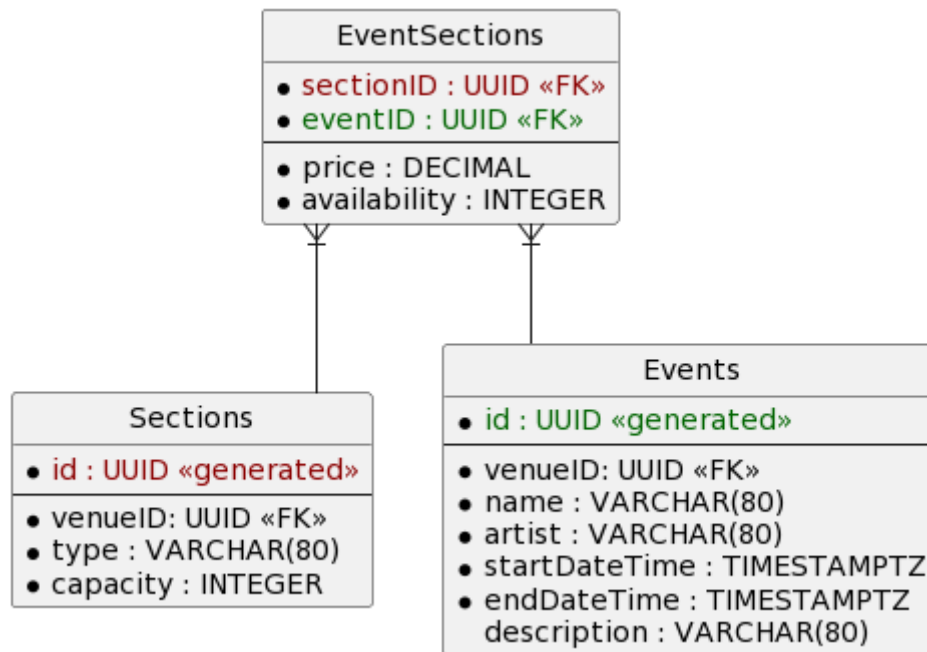 EventSections
sectionID : UUID «FK»
eventID : UUID «FK»
price : DECIMAL
availability : INTEGER
Sections
id : UUID «generated»
venueID: UUID «FK»
type : VARCHAR(80)
capacity : INTEGER
Events
id : UUID «generated»
venueID: UUID «FK»
name : VARCHAR(80)
artist : VARCHAR(80)
startDateTime : TIMESTAMPTZ
endDateTime : TIMESTAMPTZ
description : VARCHAR(80)